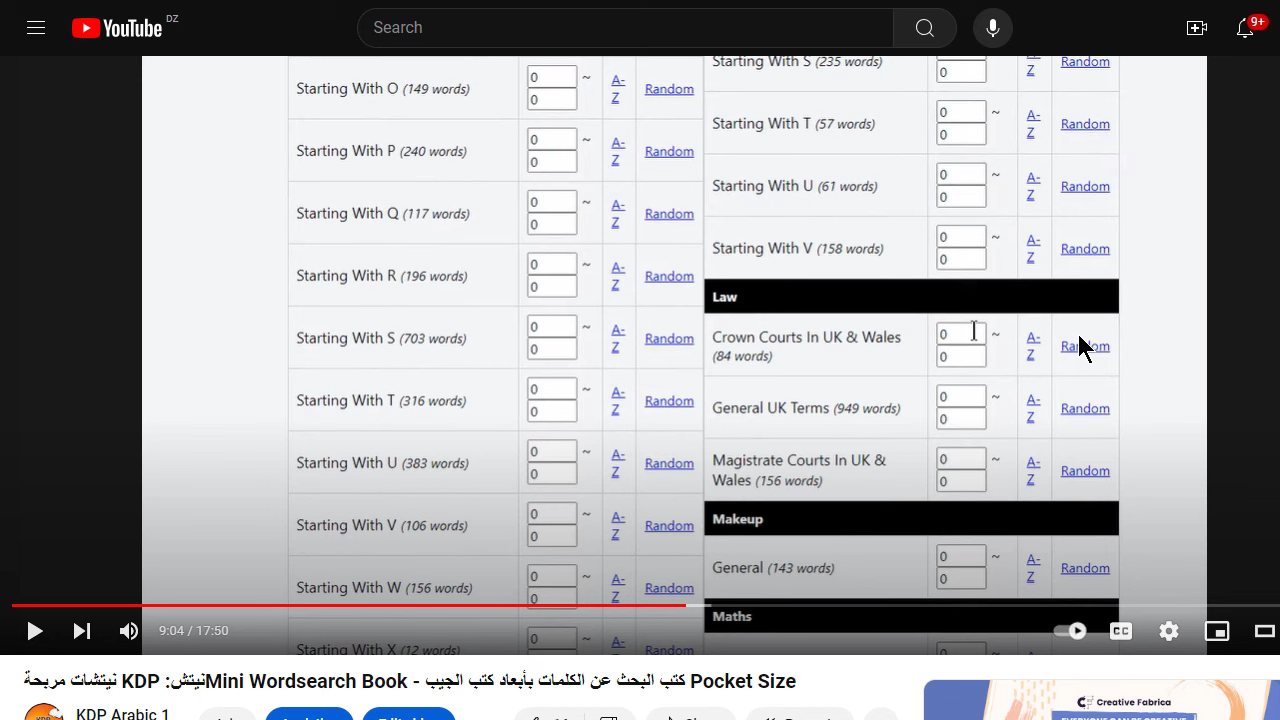 YouTube DZ
Search
9+
Starting With O (149 words) 0 ~ 0 A-Z Random
Starting With P (240 words) 0 ~ 0 A-Z Random
Starting With Q (117 words) 0 ~ 0 A-Z Random
Starting With R (196 words) 0 ~ 0 A-Z Random
Starting With S (703 words) 0 ~ 0 A-Z Random
Starting With T (316 words) 0 ~ 0 A-Z Random
Starting With U (383 words) 0 ~ 0 A-Z Random
Starting With V (106 words) 0 ~ 0 A-Z Random
Starting With W (156 words) 0 ~ 0 A-Z Random
Starting With X (12 words) 0 ~ A- Random
Starting With S (235 words) 0 A-Z Random
Starting With T (57 words) 0 ~ 0 A-Z Random
Starting With U (61 words) 0 ~ 0 A-Z Random
Starting With V (158 words) 0 ~ 0 A-Z Random
Law
Crown Courts In UK & Wales 0 ~ A- Random
(84 words) 0 Z
General UK Terms (949 words) 0 ~ 0 A-Z Random
Magistrate Courts In UK & 0 ~ A- Random
Wales (156 words) 0 Z
Makeup
General (143 words) 0 ~ 0 A-Z Random
Maths
9:04 / 17:50
CC
نيتشات مربحة KDP :نيتش Mini Wordsearch Book - كتب البحث عن الكلمات بأبعاد كتب الجيب Pocket Size
KDP Arabic 1
Creative Fabrica